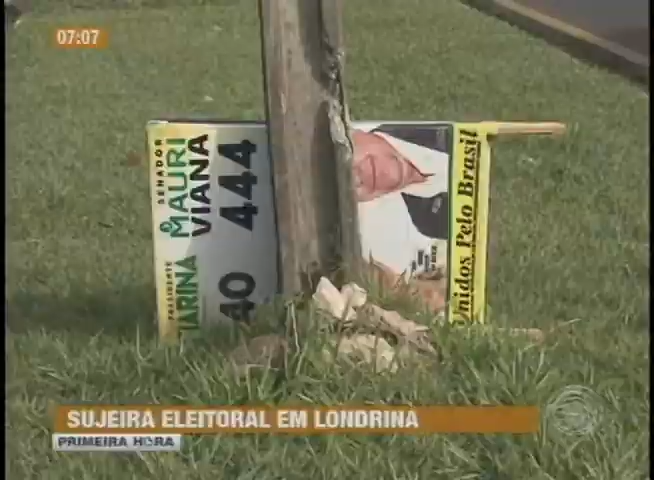 07:07
SENADOR
MAURI
VIANA
444
PRESIDENTE
MARINA
40
Unidos Pelo Brasil
SUJEIRA ELEITORAL EM LONDRINA
PRIMEIRA HORA